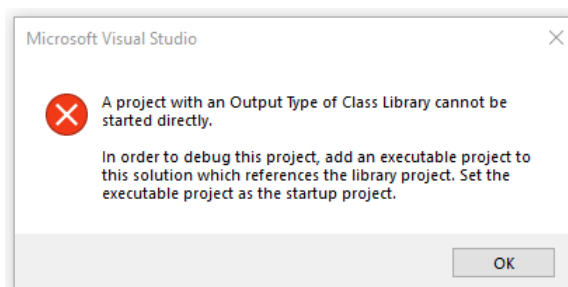 Microsoft Visual Studio
A project with an Output Type of Class Library cannot be
started directly.
In order to debug this project, add an executable project to
this solution which references the library project. Set the
executable project as the startup project.
OK